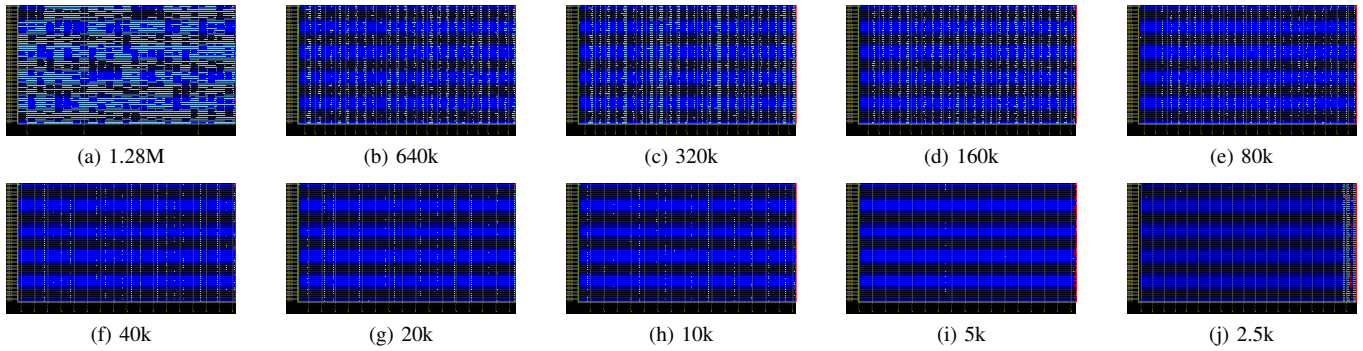 (a) 1.28M
(b) 640k
(c) 320k
(d) 160k
(e) 80k
(f) 40k
(g) 20k
(h) 10k
(i) 5k
(j) 2.5k